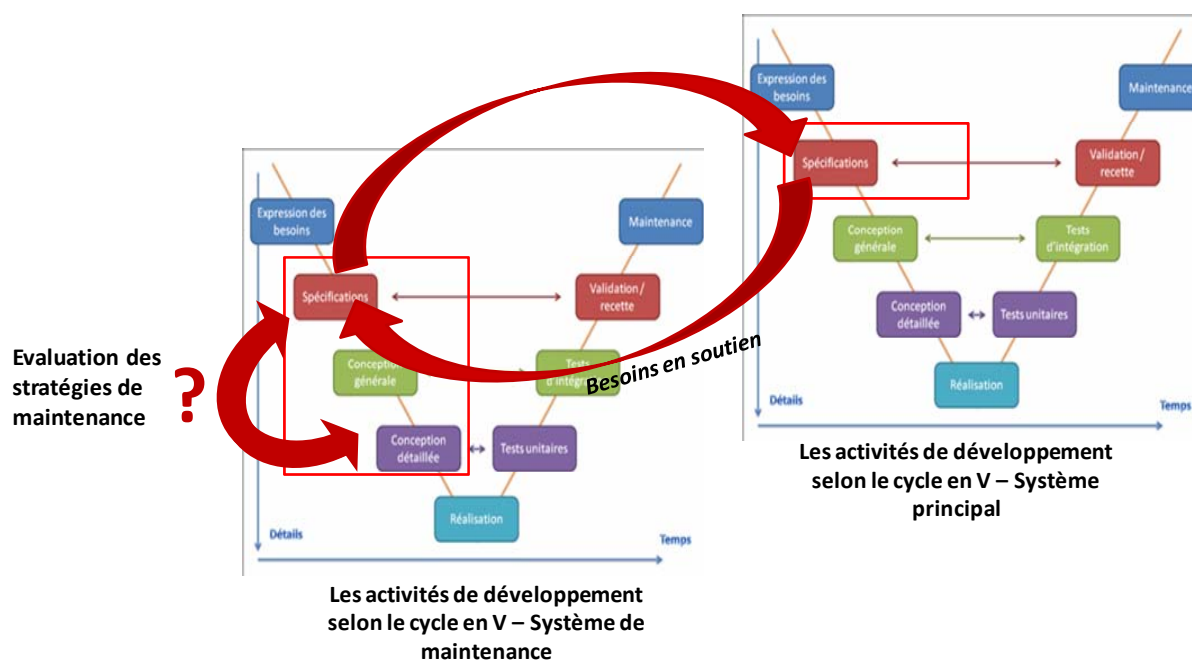 Expression des
besoins
Maintenance
Spécifications
Validation /
recette
Conception
générale
Tests
d'intégration
Conception
détaillée
Tests unitaires
Réalisation
Détails
Temps
Les activités de développement
selon le cycle en V – Système
principal
Expression des
besoins
Maintenance
Spécifications
Validation /
recette
Besoins en soutien
Evaluation des
stratégies de
maintenance
?
Conception
générale
Tests
d'intégration
Conception
détaillée
Tests unitaires
Réalisation
Détails
Temps
Les activités de développement
selon le cycle en V – Système de
maintenance